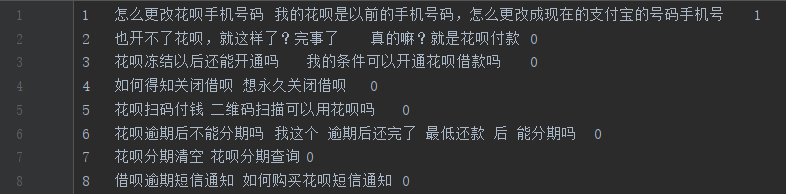 1 1 怎么更改花呗手机号码 我的花呗是以前的手机号码，怎么更改成现在的支付宝的号码手机号 1
2 2 也开不了花呗，就这样了？完事了 真的嘛？就是花呗付款 0
3 3 花呗冻结以后还能开通吗 我的条件可以开通花呗借款吗 0
4 4 如何得知关闭借呗 想永久关闭借呗 0
5 5 花呗扫码付钱 二维码扫描可以用花呗吗 0
6 6 花呗逾期后不能分期吗 我这个 逾期后还完了 最低还款 后 能分期吗 0
7 7 花呗分期清空 花呗分期查询 0
8 8 借呗逾期短信通知 如何购买花呗短信通知 0